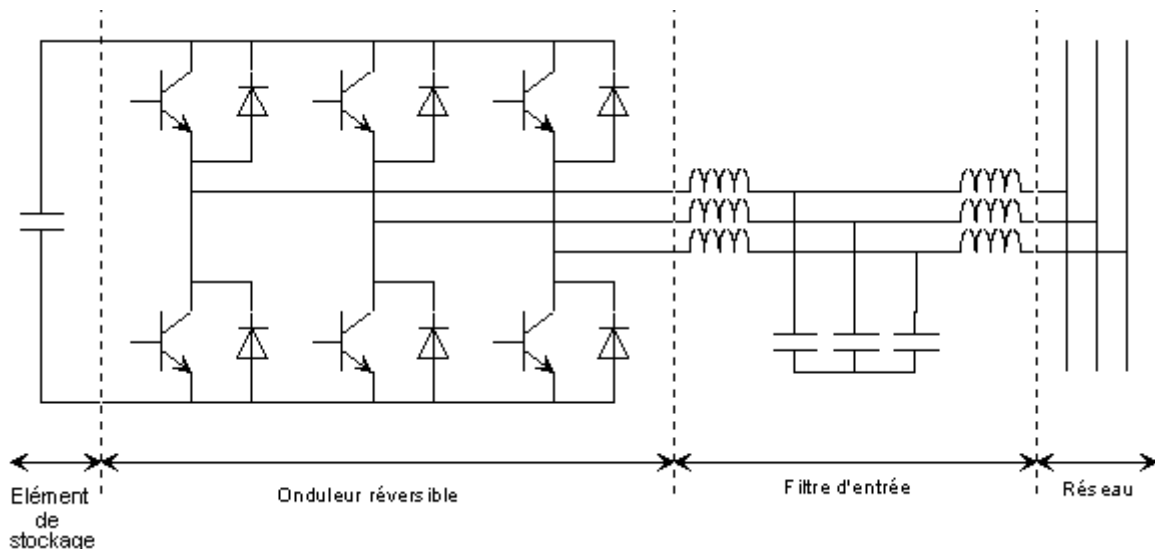 Elément
de
stockage
Onduleur réversible
Filtre d'entrée
Réseau